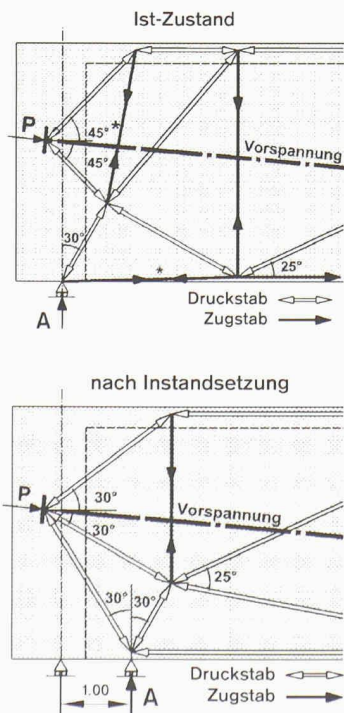 Ist-Zustand
P
45°
*
45°
Vorspannung
30°
*
25°
A
Druckstab
Zugstab
nach Instandsetzung
P
30°
30°
Vorspannung
30°
30°
25°
Druckstab
1.00
A
Zugstab